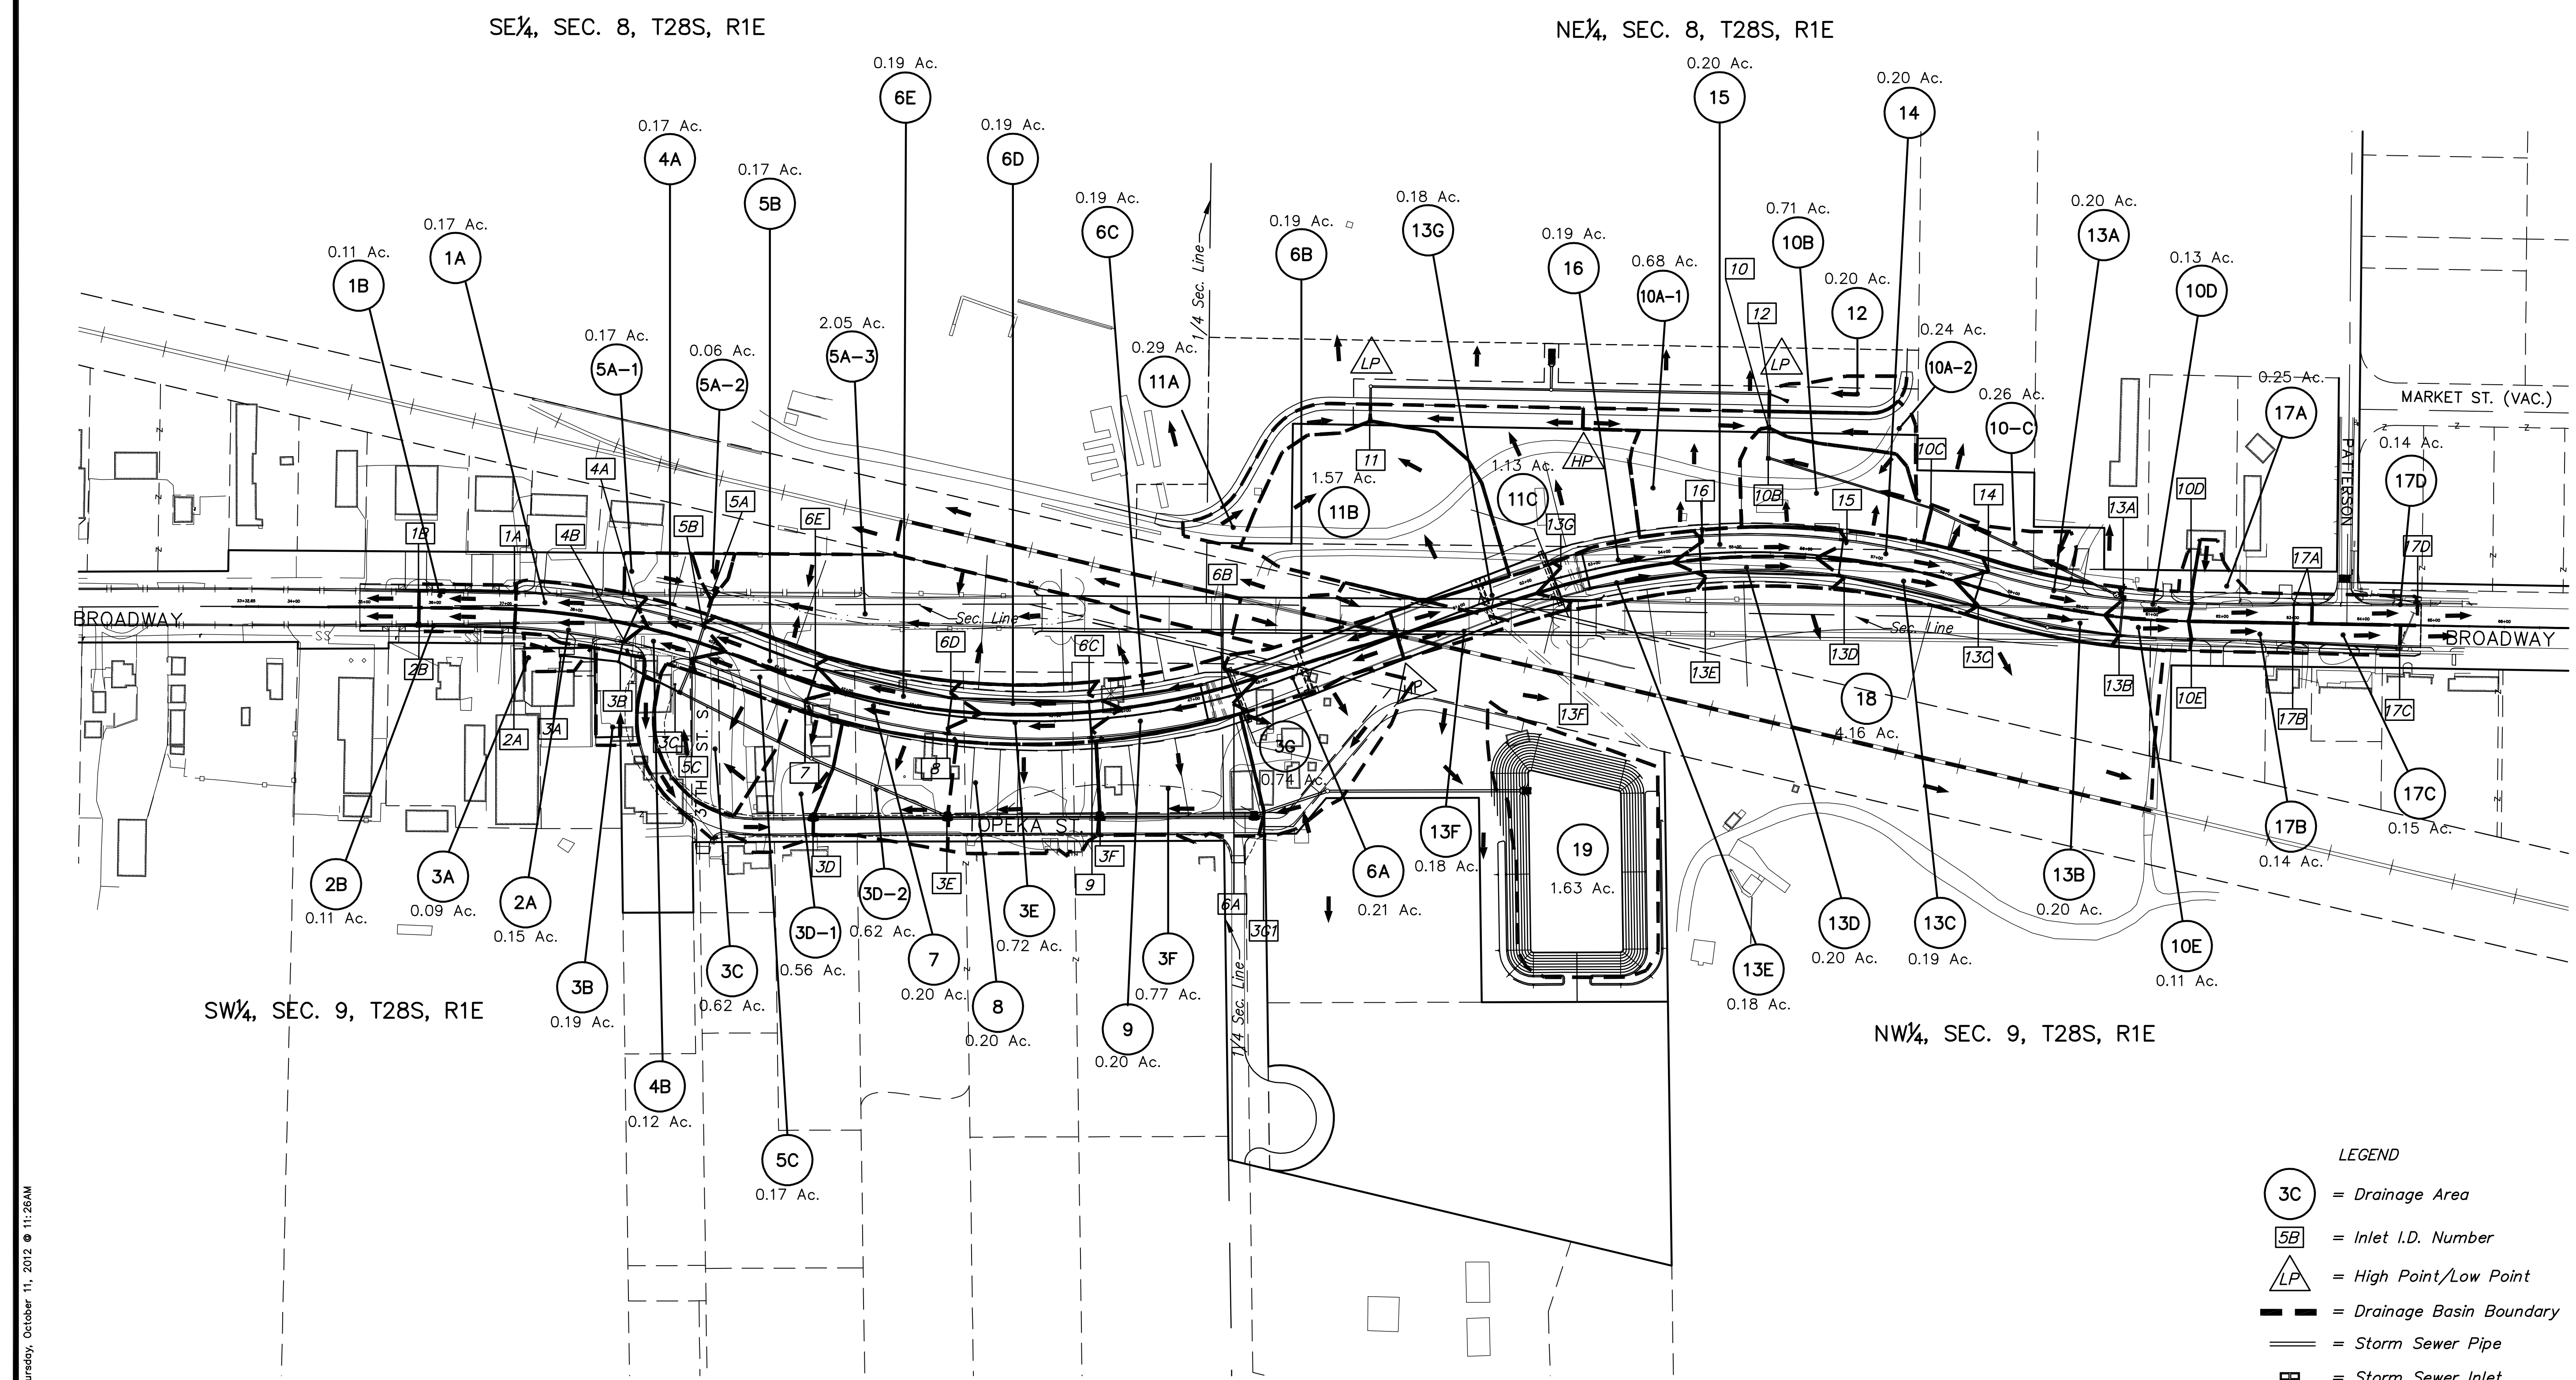 SE¼, SEC. 8, T28S, R1E
NE¼, SEC. 8, T28S, R1E
0.19 Ac.
6E
0.20 Ac.
15
0.20 Ac.
14
0.17 Ac.
4A
0.19 Ac.
6D
0.17 Ac.
5B
0.19 Ac.
6C
0.17 Ac.
1A
0.11 Ac.
1B
1/4 Sec. Line
0.19 Ac.
6B
0.18 Ac.
13G
0.19 Ac.
16
0.68 Ac.
10A-1
10
0.71 Ac.
10B
12
0.20 Ac.
12
0.20 Ac.
13A
0.13 Ac.
10D
0.24 Ac.
10A-2
0.26 Ac.
10-C
0.25 Ac.
17A
MARKET ST. (VAC.)
PATTERSON
0.14 Ac.
17D
0.17 Ac.
5A-1
0.06 Ac.
5A-2
2.05 Ac.
5A-3
0.29 Ac.
11A
LP
LP
HP
11
1.57 Ac.
11B
1.13 Ac.
11C
13G
16
10B
15
10C
14
13A
10D
17A
17D
4A
5A
1B
1A
4B
5B
6E
6B
BROADWAY
Sec. Line
Sec. Line
BROADWAY
2B
2A
3A
3B
3C
5C
37TH ST. S.
7
6D
8
6C
HP
3G
0.74 Ac.
13F
13E
13D
13C
13B
10E
17B
17C
18
4.16 Ac.
TOPEKA ST.
3D
3E
3F
9
6A
3G1
1/4 Sec. Line
2B
0.11 Ac.
3A
0.09 Ac.
2A
0.15 Ac.
3B
0.19 Ac.
4B
0.12 Ac.
3C
0.62 Ac.
5C
0.17 Ac.
3D-1
0.56 Ac.
3D-2
0.62 Ac.
7
0.20 Ac.
8
0.20 Ac.
3E
0.72 Ac.
9
0.20 Ac.
3F
0.77 Ac.
6A
0.21 Ac.
13F
0.18 Ac.
19
1.63 Ac.
13E
0.18 Ac.
13D
0.20 Ac.
13C
0.19 Ac.
13B
0.20 Ac.
10E
0.11 Ac.
17B
0.14 Ac.
17C
0.15 Ac.
SW¼, SEC. 9, T28S, R1E
NW¼, SEC. 9, T28S, R1E
LEGEND
3C = Drainage Area
5B = Inlet I.D. Number
LP = High Point/Low Point
= Drainage Basin Boundary
= Storm Sewer Pipe
= Storm Sewer Inlet
October 11, 2012 @ 11:26AM